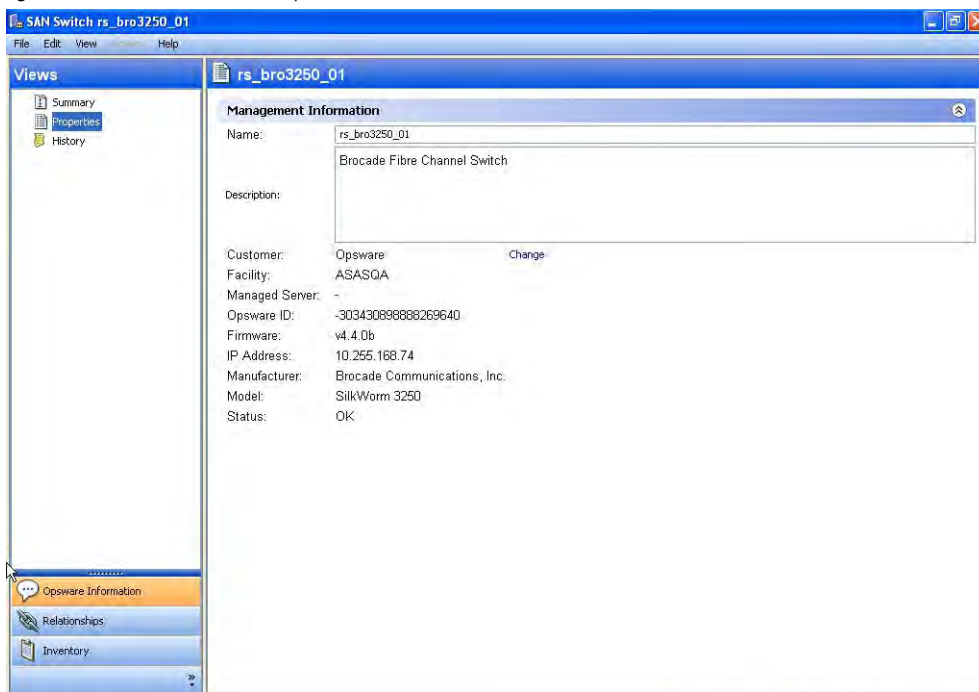 SAN Switch rs_bro3250_01
File Edit View Help
Views
Summary
Properties
History
rs_bro3250_01
Management Information
Name: rs_bro3250_01
Description: Brocade Fibre Channel Switch
Customer: Opsware Change
Facility: ASASQA
Managed Server: -
Opsware ID: -303430898888269640
Firmware: v4.4.0b
IP Address: 10.255.168.74
Manufacturer: Brocade Communications, Inc.
Model: SilkWorm 3250
Status: OK
Opsware Information
Relationships
Inventory